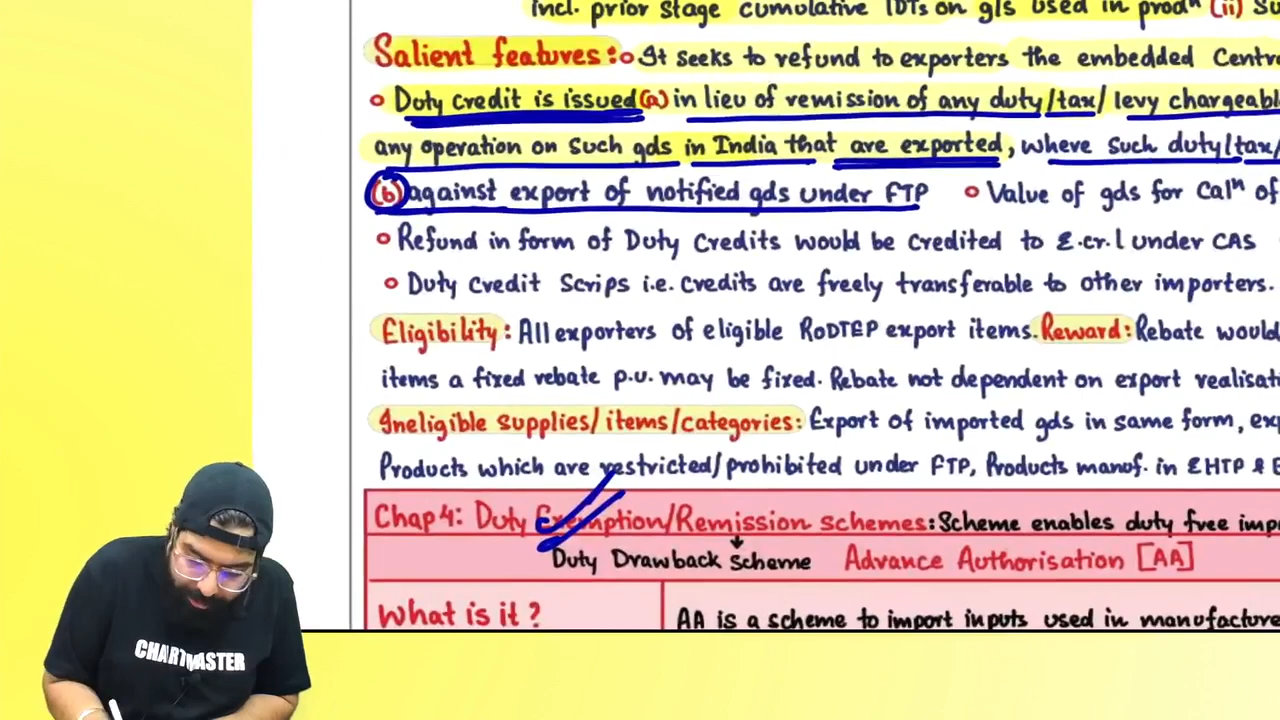 incl. prior stage cumulative IDTs on g/s used in prodⁿ (ii) Su
Salient features: o It seeks to refund to exporters the embedded Centr
o Duty Credit is issued (a) in lieu of remission of any duty/tax/ levy chargeabl
any operation on such gds in India that are exported, where such duty/tax/
(b) against export of notified gds under FTP o Value of gds for Calⁿ of
o Refund in form of Duty Credits would be credited to E.cr.l under CAS
o Duty Credit Scrips i.e. credits are freely transferable to other importers.
Eligibility: All exporters of eligible RoDTEP export items. Reward: Rebate would
items a fixed rebate p.u. may be fixed. Rebate not dependent on export realisati
Ineligible supplies/items/categories: Export of imported gds in same form, exp
Products which are restricted/prohibited under FTP, Products manof. in EHTP & E
Chap 4: Duty Exemption/Remission schemes: Scheme enables duty free imp
Duty Drawback Scheme Advance Authorisation [AA]
What is it? AA is a scheme to import inputs used in manufacture
CHARTMASTER